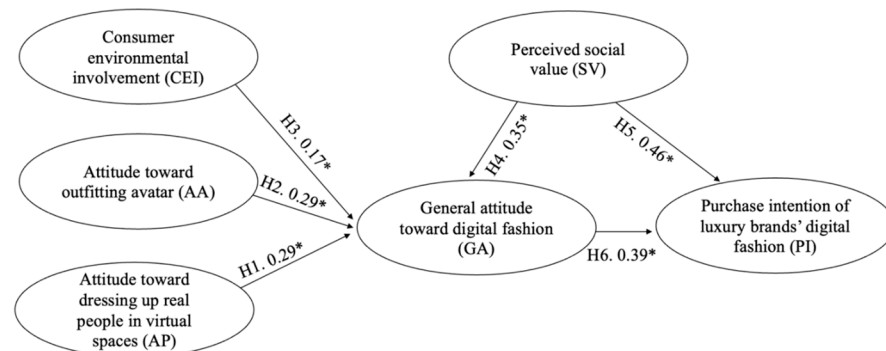 Consumer
environmental
involvement (CEI)
Perceived social
value (SV)
H3. 0.17*
H4. 0.35*
H5. 0.46*
Attitude toward
outfitting avatar (AA)
H2. 0.29*
General attitude
toward digital fashion
(GA)
Purchase intention of
luxury brands’ digital
fashion (PI)
H6. 0.39*
H1. 0.29*
Attitude toward
dressing up real
people in virtual
spaces (AP)